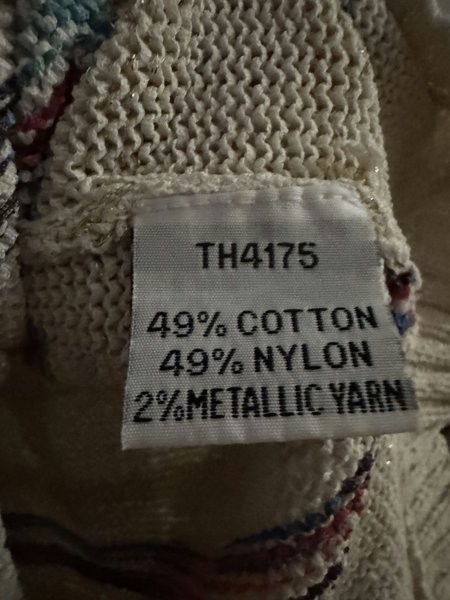 TH4175
49% COTTON
49% NYLON
2%METALLIC YARN